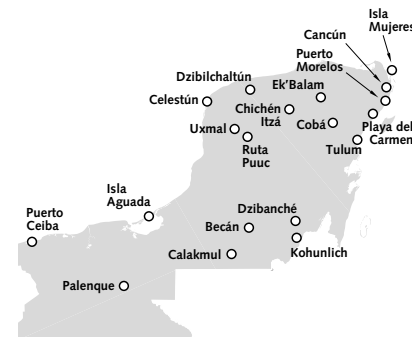 Isla
Mujeres
Cancún
Puerto
Morelos
Dzibilchaltún
Ek'Balam
Celestún
Chichén
Itzá
Cobá
Playa del
Carmen
Uxmal
Tulum
Ruta
Puuc
Isla
Aguada
Puerto
Ceiba
Dzibanché
Becán
Calakmul
Kohunlich
Palenque